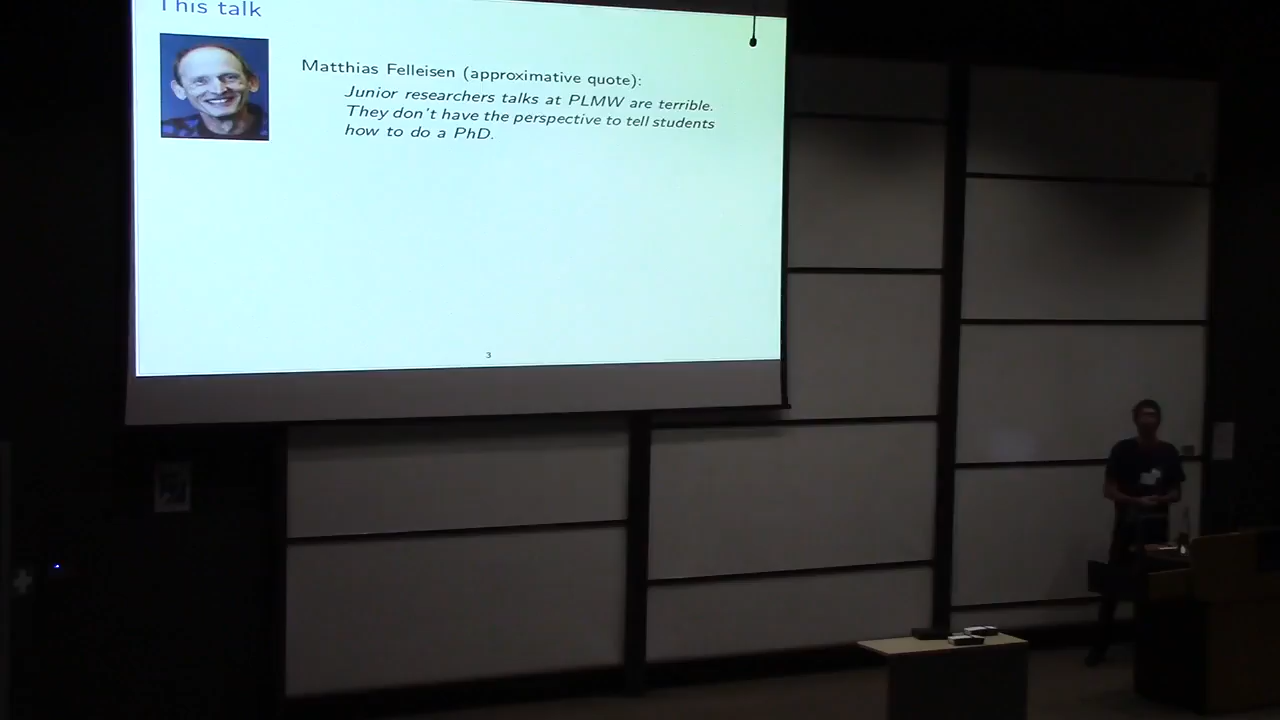 This talk
Matthias Felleisen (approximative quote):
Junior researchers talks at PLMW are terrible.
They don't have the perspective to tell students
how to do a PhD.
3